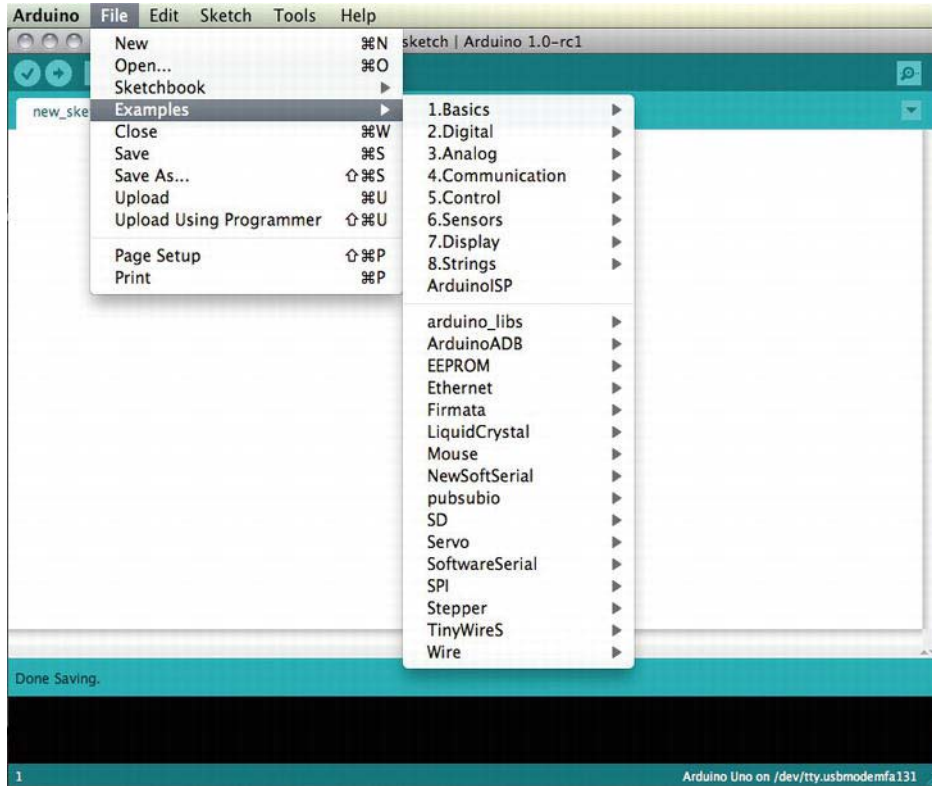 Arduino File Edit Sketch Tools Help
sketch | Arduino 1.0-rc1
new_ske
New ⌘N
Open... ⌘O
Sketchbook
Examples
Close ⌘W
Save ⌘S
Save As... ⇧⌘S
Upload ⌘U
Upload Using Programmer ⇧⌘U
Page Setup ⇧⌘P
Print ⌘P
1.Basics
2.Digital
3.Analog
4.Communication
5.Control
6.Sensors
7.Display
8.Strings
ArduinoISP
arduino_libs
ArduinoADB
EEPROM
Ethernet
Firmata
LiquidCrystal
Mouse
NewSoftSerial
pubsubio
SD
Servo
SoftwareSerial
SPI
Stepper
TinyWireS
Wire
Done Saving.
1 Arduino Uno on /dev/tty.usbmodemfa131